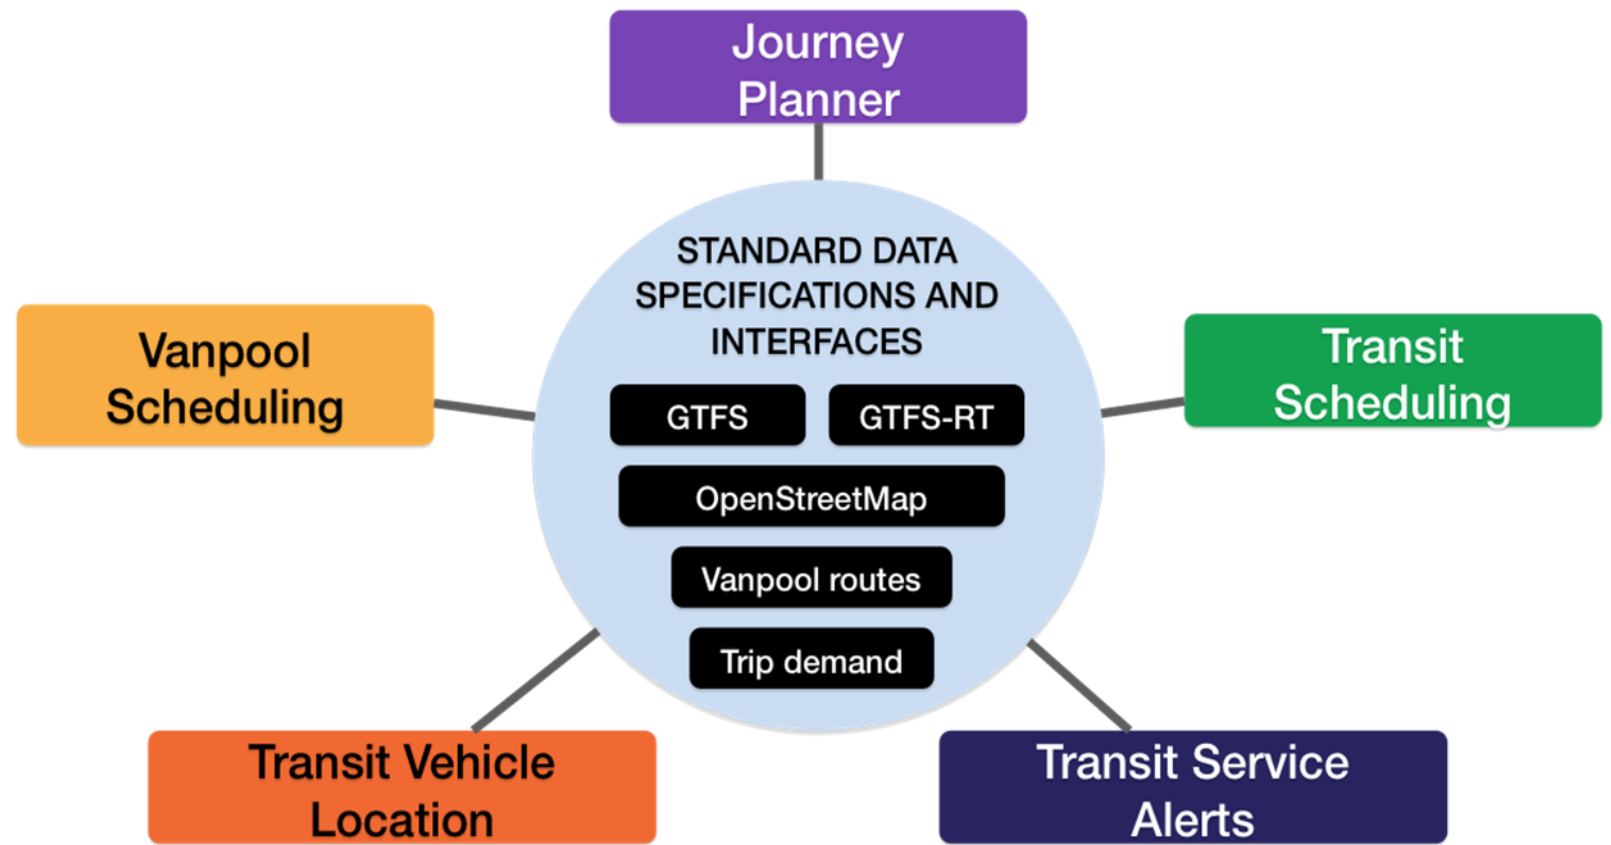 Journey
Planner
STANDARD DATA
SPECIFICATIONS AND
INTERFACES
Vanpool
Scheduling
Transit
Scheduling
GTFS
GTFS-RT
OpenStreetMap
Vanpool routes
Trip demand
Transit Vehicle
Location
Transit Service
Alerts